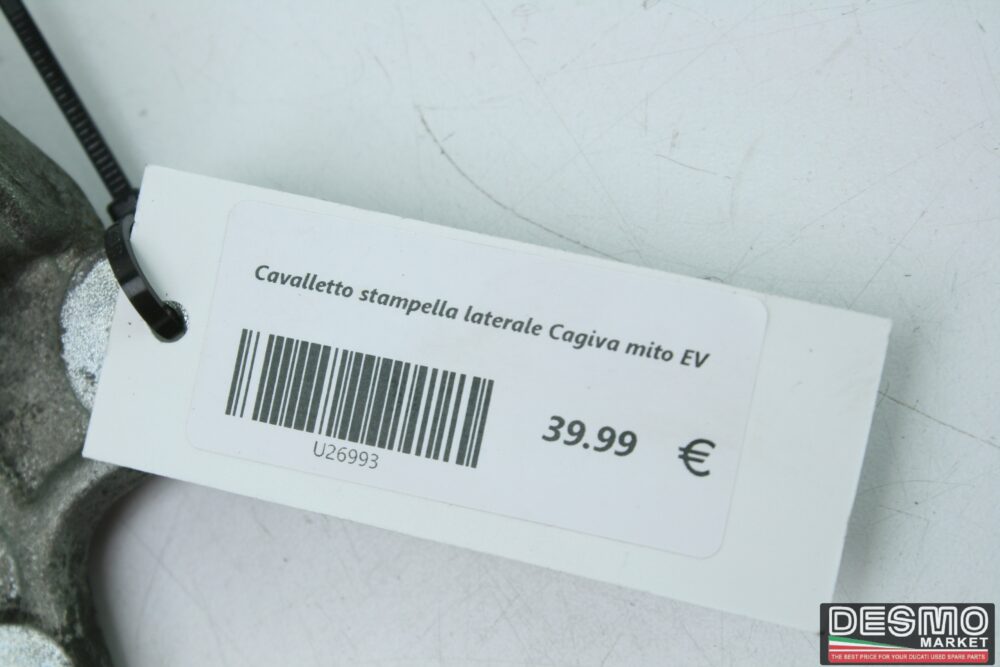 Cavalletto stampella laterale Cagiva mito EV
U26993
39.99 €
DESMO
MARKET
THE BEST PRICE FOR YOUR DUCATI USED SPARE PARTS